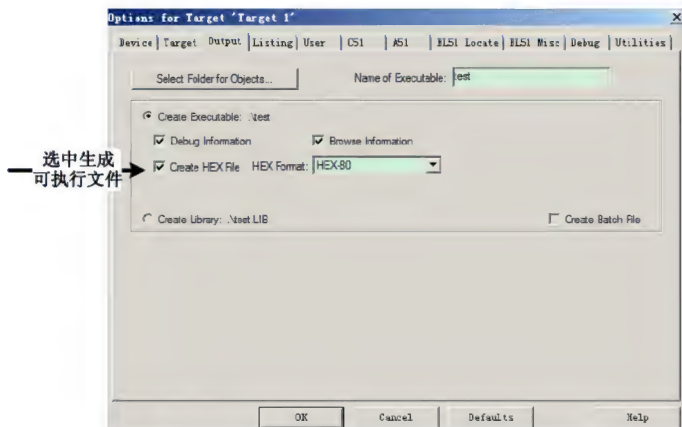 Options for Target 'Target 1'
Device Target Output Listing User C51 A51 BL51 Locate BL51 Misc Debug Utilities
Select Folder for Objects... Name of Executable: test
Create Executable: .\test
Debug Information Browse Information
选中生成
可执行文件
Create HEX File HEX Format: HEX-80
Create Library: .\test.LIB Create Batch File
OK Cancel Defaults Help